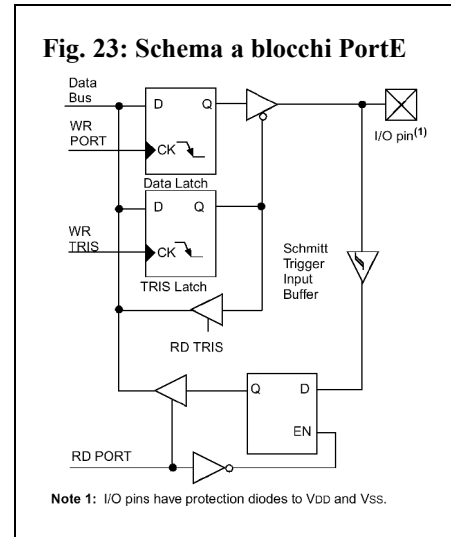 Fig. 23: Schema a blocchi PortE
Data
Bus
D Q
WR
PORT
CK
I/O pin(1)
Data Latch
D Q
WR
TRIS
CK
Schmitt
Trigger
Input
Buffer
TRIS Latch
RD TRIS
Q D
EN
RD PORT
Note 1: I/O pins have protection diodes to VDD and VSS.